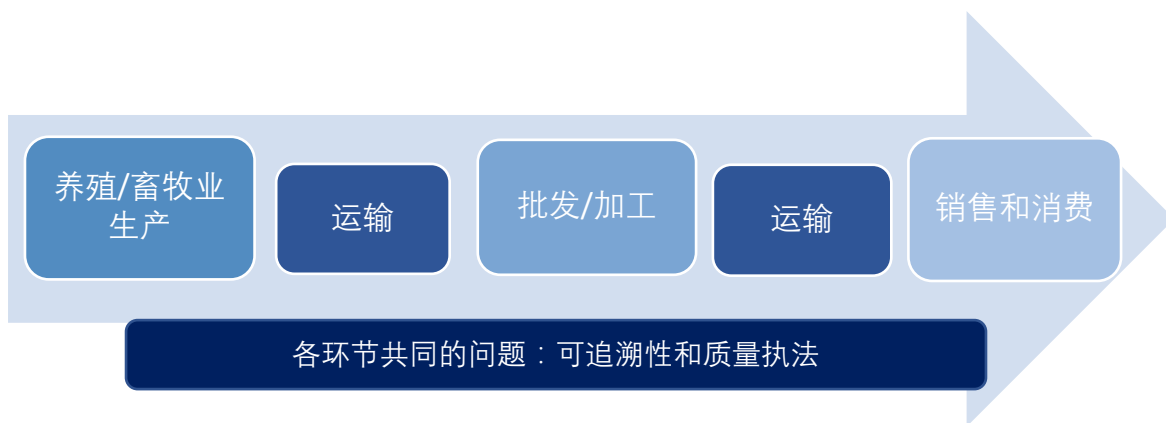 养殖/畜牧业
生产
运输
批发/加工
运输
销售和消费
各环节共同的问题：可追溯性和质量执法